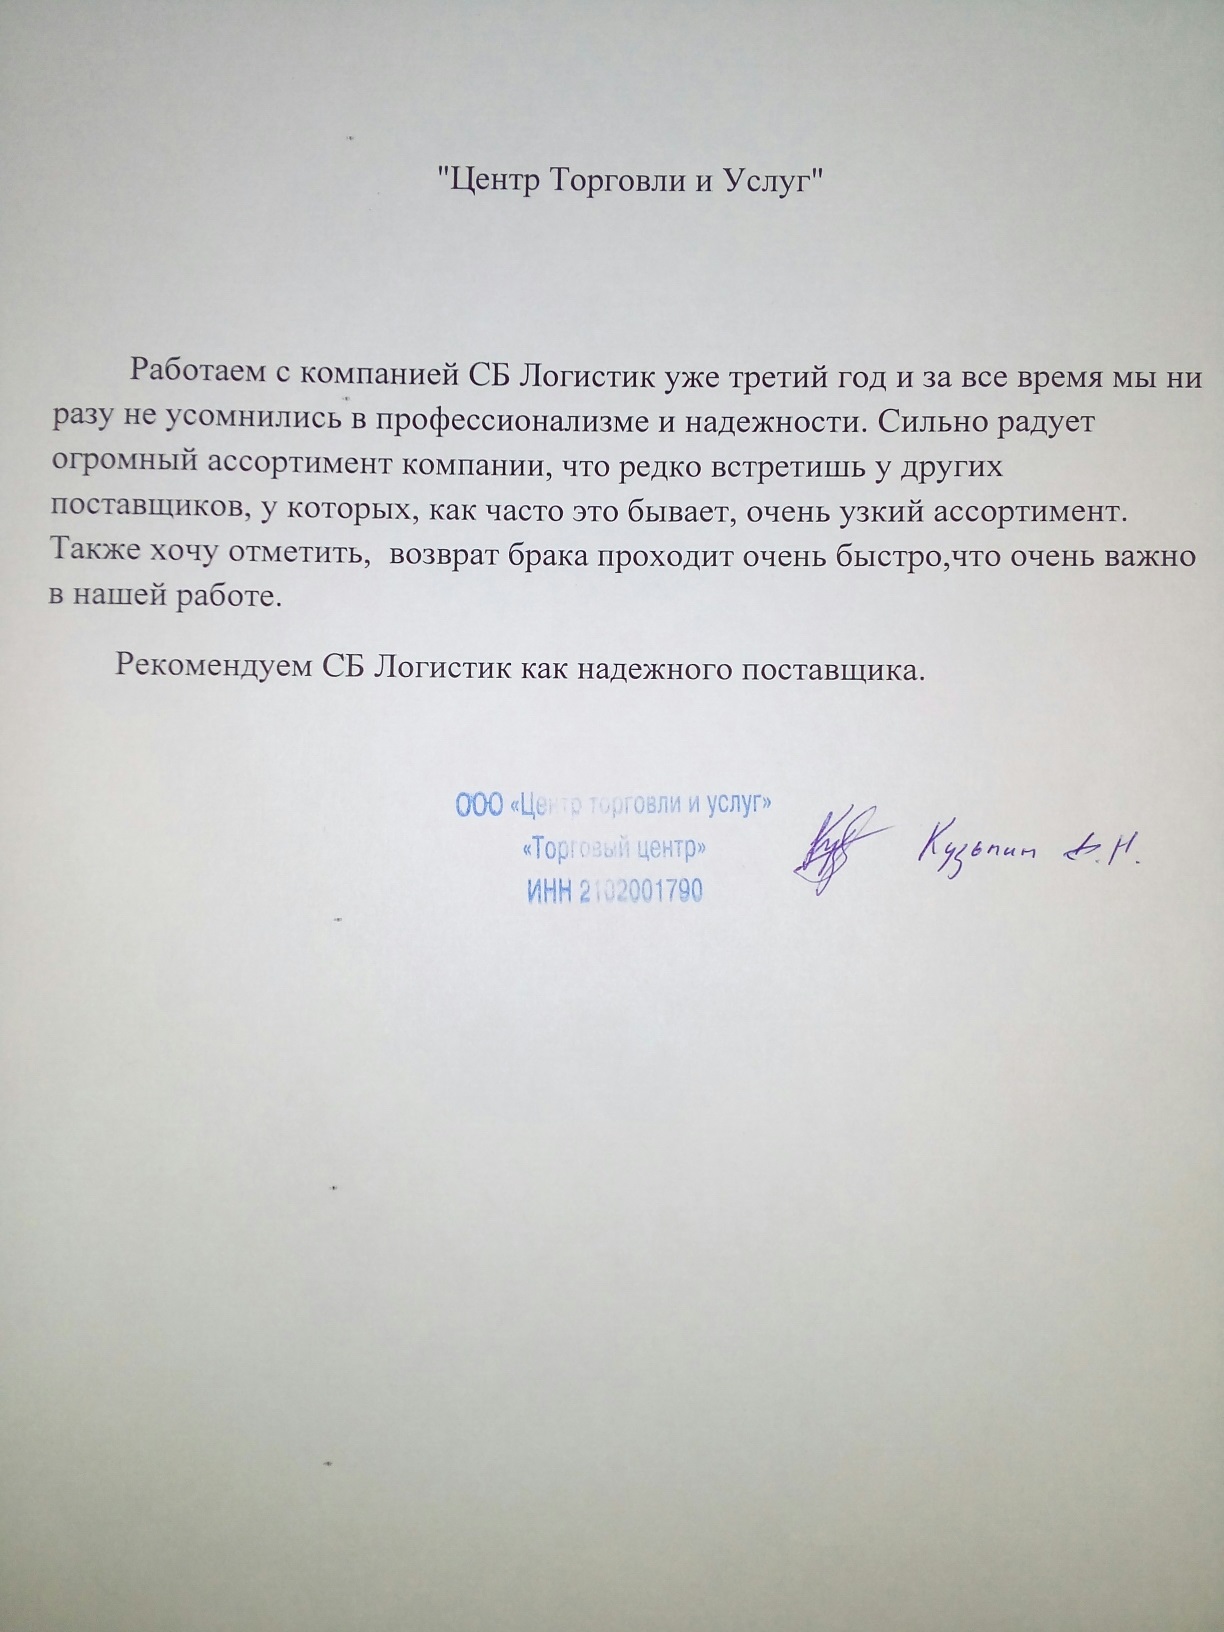 "Центр Торговли и Услуг"
Работаем с компанией СБ Логистик уже третий год и за все время мы ни
разу не усомнились в профессионализме и надежности. Сильно радует
огромный ассортимент компании, что редко встретишь у других
поставщиков, у которых, как часто это бывает, очень узкий ассортимент.
Также хочу отметить,  возврат брака проходит очень быстро,что очень важно
в нашей работе.
Рекомендуем СБ Логистик как надежного поставщика.
ООО «Центр торговли и услуг»
«Торговый центр»
ИНН 2102001790